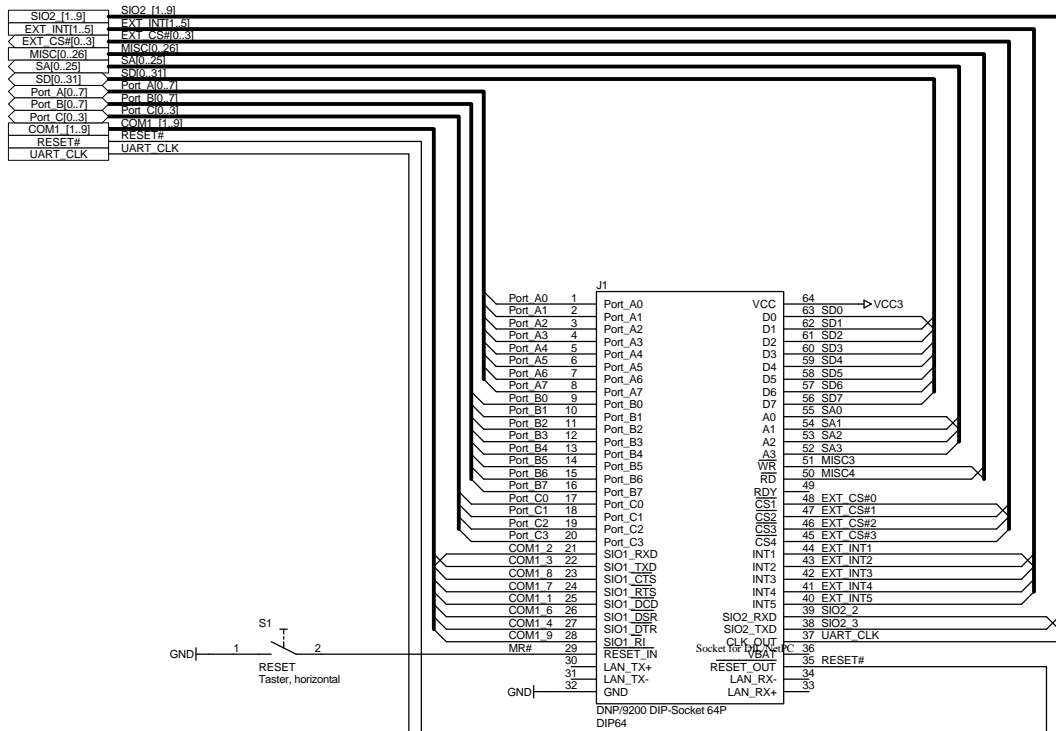 SIO2_[1..9] SIO2_[1..9]
EXT_INT[1..5] EXT_INT[1..5]
EXT_CS#[0..3] EXT_CS#[0..3]
MISC[0..26] MISC[0..26]
SA[0..25] SA[0..25]
SD[0..31] SD[0..31]
Port_A[0..7] Port_A[0..7]
Port_B[0..7] Port_B[0..7]
Port_C[0..3] Port_C[0..3]
COM1_[1..9] COM1_[1..9]
RESET# RESET#
UART_CLK UART_CLK
J1
Port_A0 1 Port_A0 VCC 64 VCC3
Port_A1 2 Port_A1 D0 63 SD0
Port_A2 3 Port_A2 D1 62 SD1
Port_A3 4 Port_A3 D2 61 SD2
Port_A4 5 Port_A4 D3 60 SD3
Port_A5 6 Port_A5 D4 59 SD4
Port_A6 7 Port_A6 D5 58 SD5
Port_A7 8 Port_A7 D6 57 SD6
Port_B0 9 Port_B0 D7 56 SD7
Port_B1 10 Port_B1 A0 55 SA0
Port_B2 11 Port_B2 A1 54 SA1
Port_B3 12 Port_B3 A2 53 SA2
Port_B4 13 Port_B4 A3 52 SA3
Port_B5 14 Port_B5 WR 51 MISC3
Port_B6 15 Port_B6 RD 50 MISC4
Port_B7 16 Port_B7 RDY 49
Port_C0 17 Port_C0 CS1 48 EXT_CS#0
Port_C1 18 Port_C1 CS2 47 EXT_CS#1
Port_C2 19 Port_C2 CS3 46 EXT_CS#2
Port_C3 20 Port_C3 CS4 45 EXT_CS#3
COM1_2 21 SIO1_RXD INT1 44 EXT_INT1
COM1_3 22 SIO1_TXD INT2 43 EXT_INT2
COM1_8 23 SIO1_CTS INT3 42 EXT_INT3
COM1_7 24 SIO1_RTS INT4 41 EXT_INT4
COM1_1 25 SIO1_DCD INT5 40 EXT_INT5
COM1_6 26 SIO1_DSR SIO2_RXD 39 SIO2_2
COM1_4 27 SIO1_DTR SIO2_TXD 38 SIO2_3
COM1_9 28 SIO1_RI CLK_OUT 37 UART_CLK
MR# 29 RESET_IN VBAT 36
30 LAN_TX+ RESET_OUT 35 RESET#
31 LAN_TX- LAN_RX- 34
GND 32 GND LAN_RX+ 33
Socket for DIL/NetPC
S1
GND 1 2
RESET
Taster, horizontal
DNP/9200 DIP-Socket 64P
DIP64